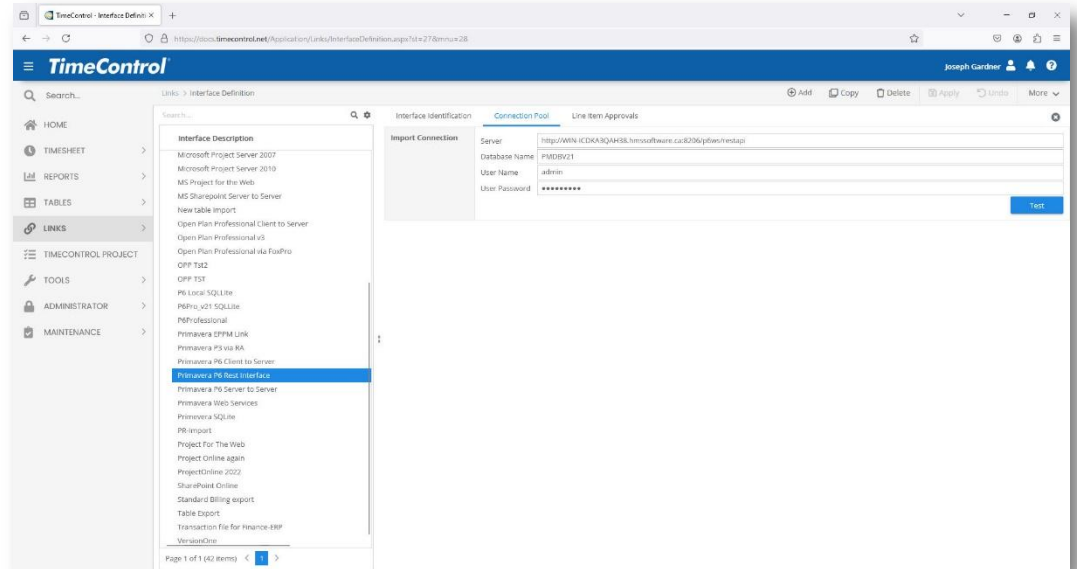 TimeControl - Interface Definiti
https://docs.timecontrol.net/Application/Links/InterfaceDefinition.aspx?st=27&mnu=28
TimeControl
Joseph Gardner
Search...
Links > Interface Definition
Add
Copy
Delete
Apply
Undo
More
HOME
TIMESHEET
REPORTS
TABLES
LINKS
TIMECONTROL PROJECT
TOOLS
ADMINISTRATOR
MAINTENANCE
Search ...
Interface Description
Microsoft Project Server 2007
Microsoft Project Server 2010
MS Project for the Web
MS Sharepoint Server to Server
New table import
Open Plan Professional Client to Server
Open Plan Professional v3
Open Plan Professional via FoxPro
OPP Tst2
OPP TST
P6 Local SQLLite
P6Pro_v21 SQLLite
P6Professional
Primavera EPPM Link
Primavera P3 via RA
Primavera P6 Client to Server
Primavera P6 Rest Interface
Primavera P6 Server to Server
Primavera Web Services
Primevera SQLite
PR-Import
Project For The Web
Project Online again
ProjectOnline 2022
SharePoint Online
Standard Billing export
Table Export
Transaction file for Finance-ERP
VersionOne
Page 1 of 1 (42 items) < 1 >
Interface Identification
Connection Pool
Line Item Approvals
Import Connection
Server
http://WIN-ICDKA3QAH38.hmssoftware.ca:8206/p6ws/restapi
Database Name
PMDBV21
User Name
admin
User Password
Test